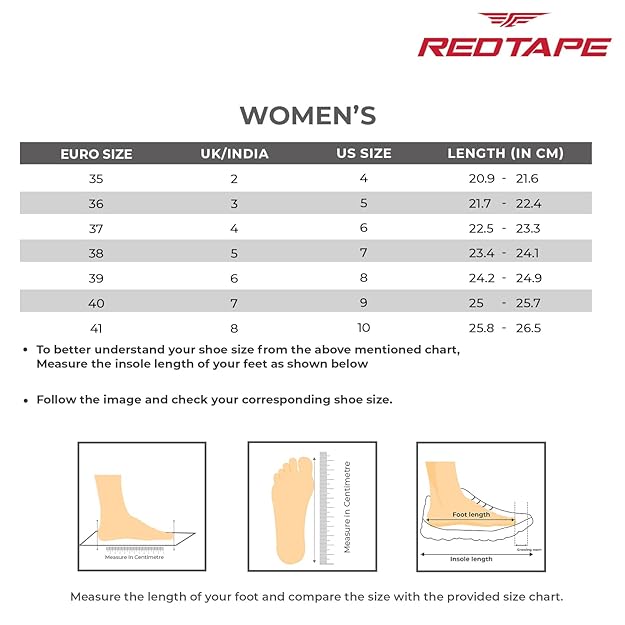 REDTAPE
WOMEN'S
EURO SIZE UK/INDIA US SIZE LENGTH (IN CM)
35 2 4 20.9 - 21.6
36 3 5 21.7 - 22.4
37 4 6 22.5 - 23.3
38 5 7 23.4 - 24.1
39 6 8 24.2 - 24.9
40 7 9 25 - 25.7
41 8 10 25.8 - 26.5
• To better understand your shoe size from the above mentioned chart,
Measure the insole length of your feet as shown below
• Follow the image and check your corresponding shoe size.
Measure In Centimetre
Measure in Centimetre
Foot length
Insole length
Measure the length of your foot and compare the size with the provided size chart.